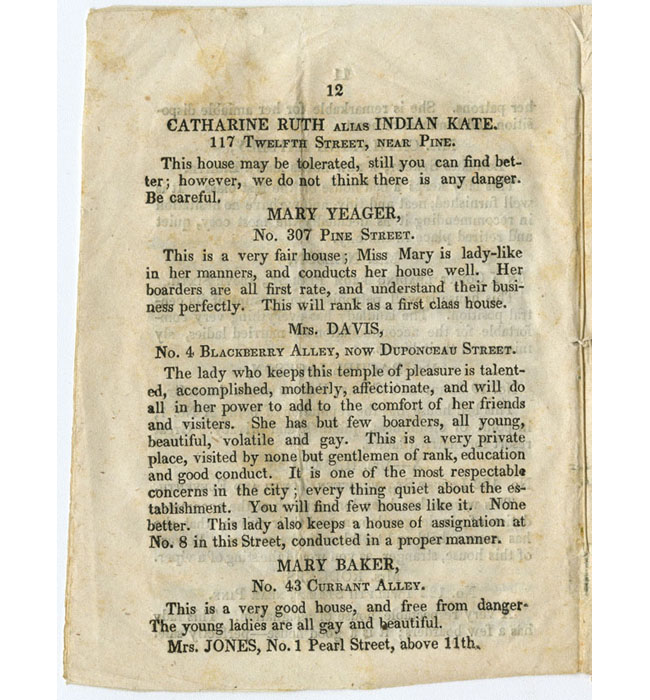 12
CATHARINE RUTH ALIAS INDIAN KATE.
117 TWELFTH STREET, NEAR PINE.
This house may be tolerated, still you can find bet-
ter; however, we do not think there is any danger.
Be careful.
MARY YEAGER,
No. 307 PINE STREET.
This is a very fair house; Miss Mary is lady-like
in her manners, and conducts her house well. Her
boarders are all first rate, and understand their busi-
ness perfectly. This will rank as a first class house.
Mrs. DAVIS,
No. 4 BLACKBERRY ALLEY, NOW DUPONCEAU STREET.
The lady who keeps this temple of pleasure is talent-
ed, accomplished, motherly, affectionate, and will do
all in her power to add to the comfort of her friends
and visiters. She has but few boarders, all young,
beautiful, volatile and gay. This is a very private
place, visited by none but gentlemen of rank, education
and good conduct. It is one of the most respectable
concerns in the city; every thing quiet about the es-
tablishment. You will find few houses like it. None
better. This lady also keeps a house of assignation at
No. 8 in this Street, conducted in a proper manner.
MARY BAKER,
No. 43 CURRANT ALLEY.
This is a very good house, and free from danger-
The young ladies are all gay and beautiful.
Mrs. JONES, No. 1 Pearl Street, above 11th.